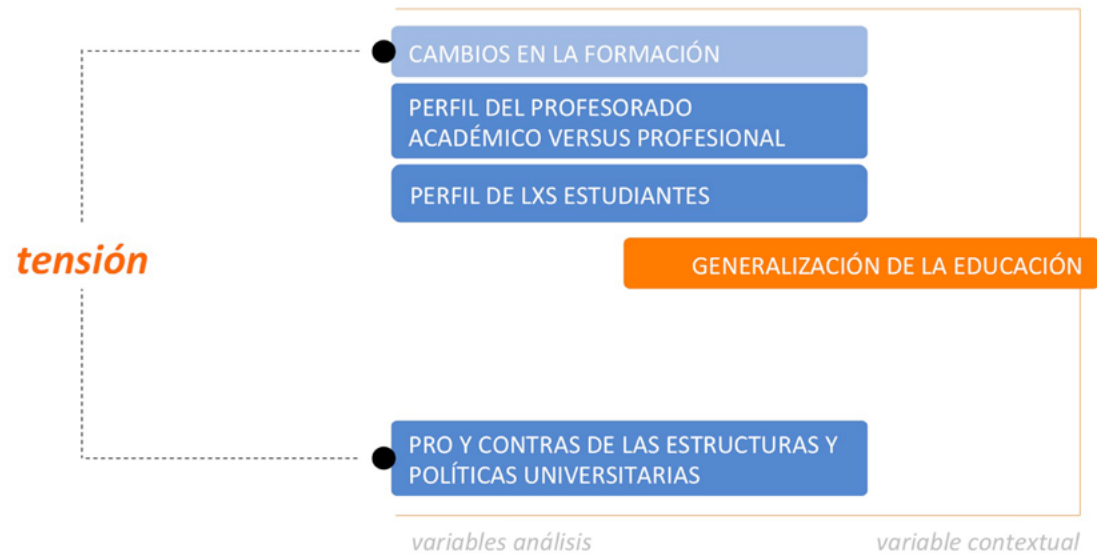 CAMBIOS EN LA FORMACIÓN
PERFIL DEL PROFESORADO
ACADÉMICO VERSUS PROFESIONAL
PERFIL DE LXS ESTUDIANTES
tensión
GENERALIZACIÓN DE LA EDUCACIÓN
PRO Y CONTRAS DE LAS ESTRUCTURAS Y
POLÍTICAS UNIVERSITARIAS
variables análisis
variable contextual